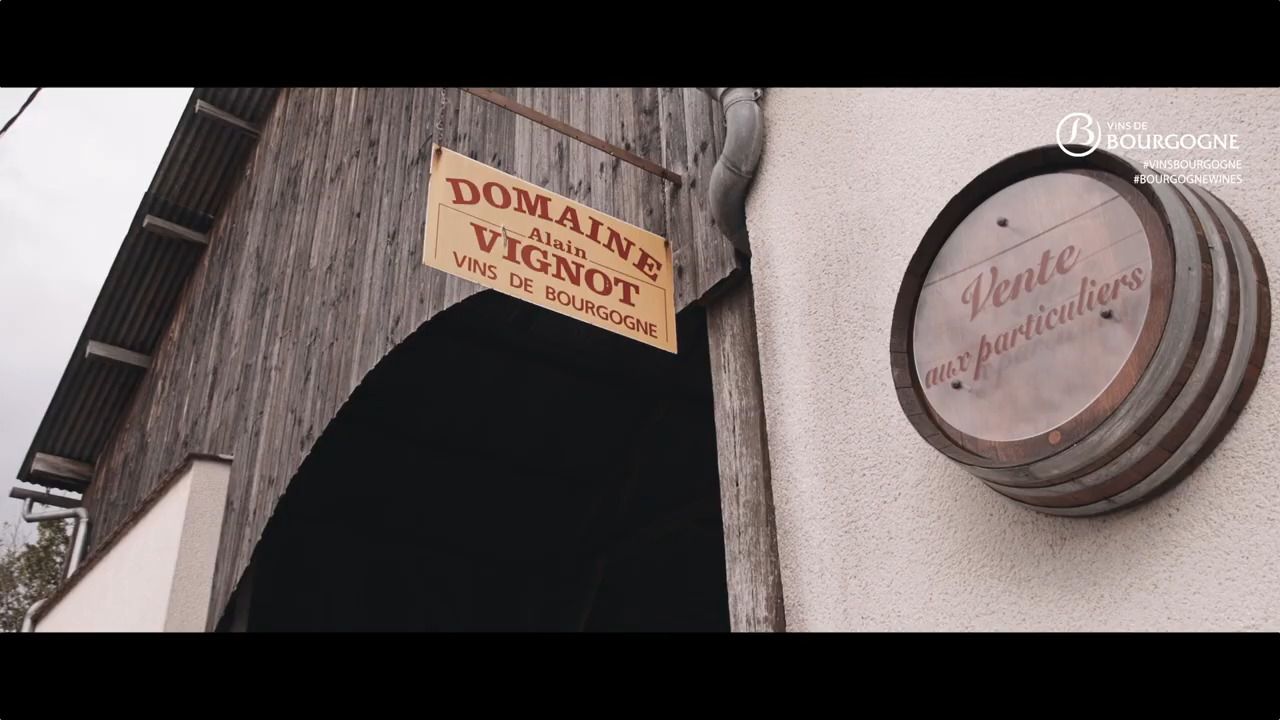 DOMAINE
Alain
VIGNOT
VINS DE BOURGOGNE
VINS DE
BOURGOGNE
#VINSBOURGOGNE
#BOURGOGNEWINES
Vente
aux particuliers